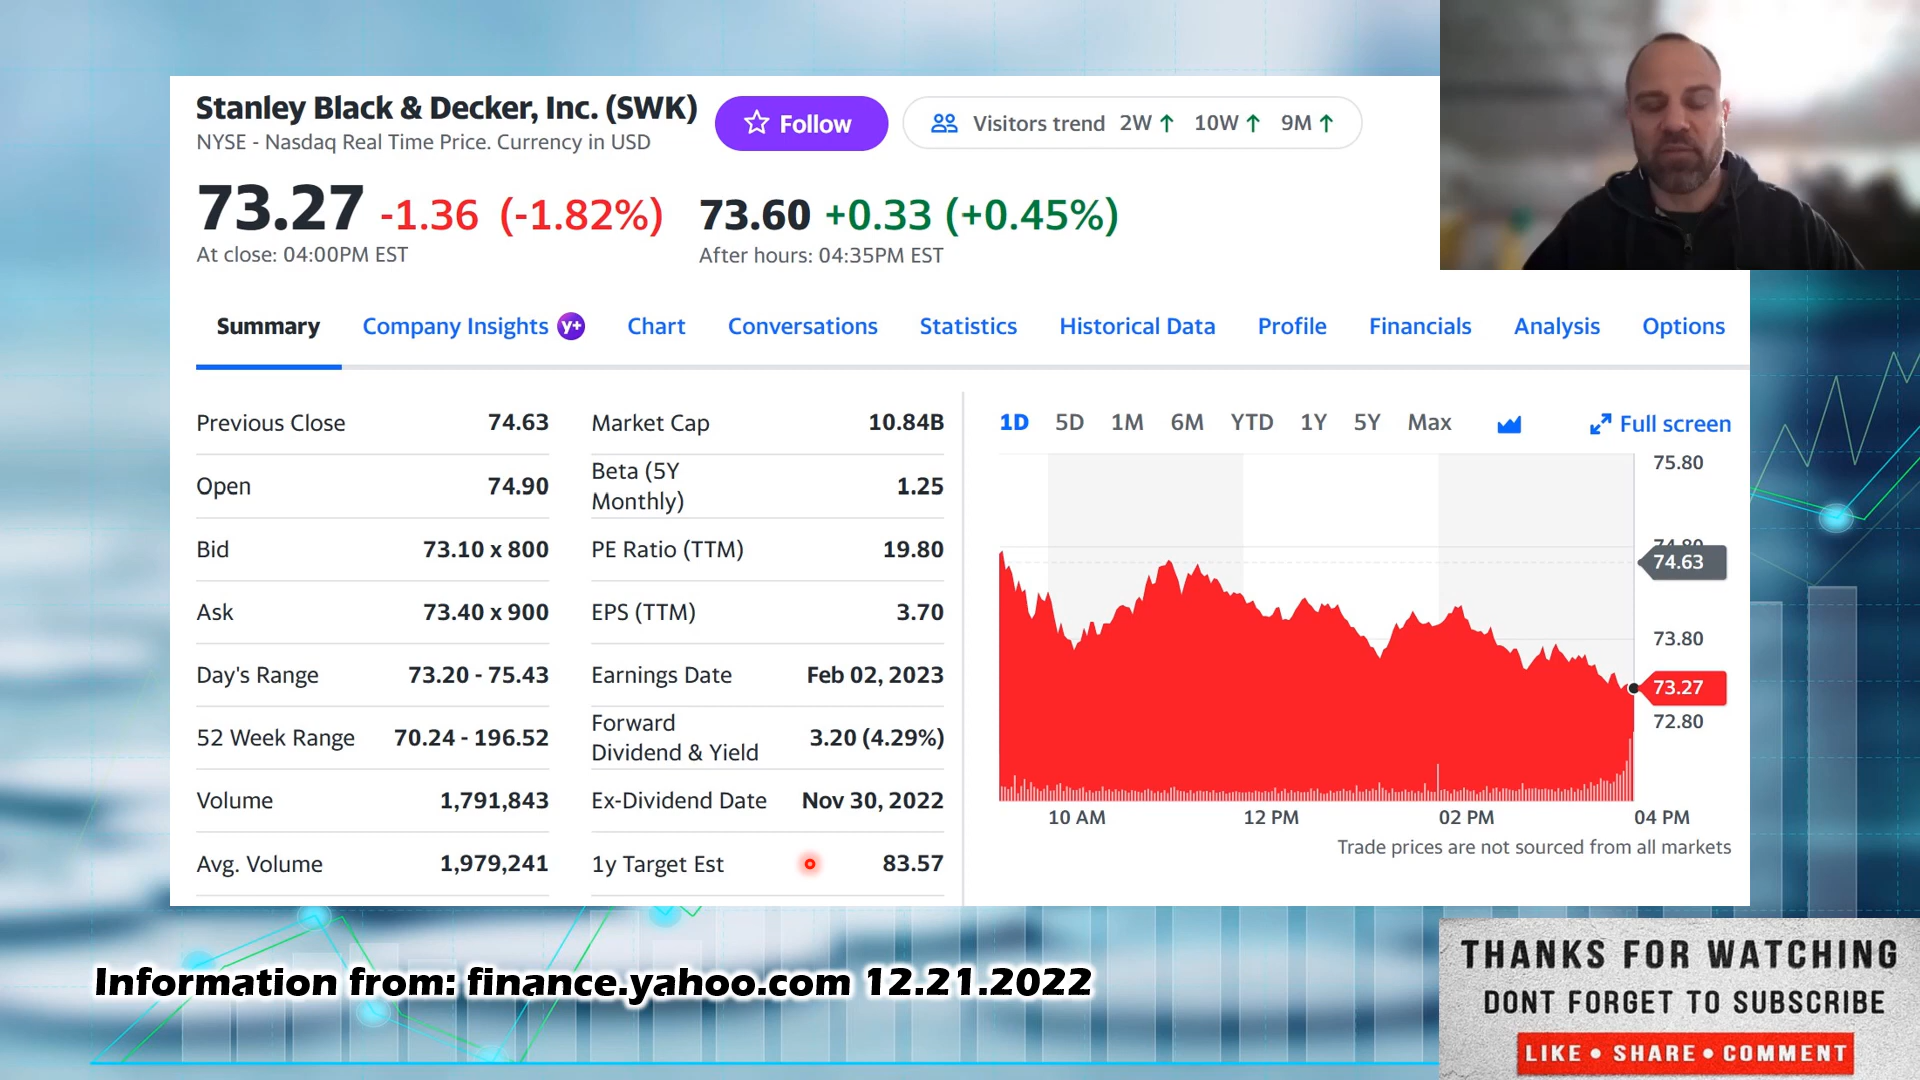 Stanley Black & Decker, Inc. (SWK)
Follow
Visitors trend 2W ↑ 10W ↑ 9M ↑
NYSE - Nasdaq Real Time Price. Currency in USD
73.27 -1.36 (-1.82%) 73.60 +0.33 (+0.45%)
At close: 04:00PM EST After hours: 04:35PM EST
Summary Company Insights y+ Chart Conversations Statistics Historical Data Profile Financials Analysis Options
Previous Close 74.63
Open 74.90
Bid 73.10 x 800
Ask 73.40 x 900
Day's Range 73.20 - 75.43
52 Week Range 70.24 - 196.52
Volume 1,791,843
Avg. Volume 1,979,241
Market Cap 10.84B
Beta (5Y
Monthly) 1.25
PE Ratio (TTM) 19.80
EPS (TTM) 3.70
Earnings Date Feb 02, 2023
Forward
Dividend & Yield 3.20 (4.29%)
Ex-Dividend Date Nov 30, 2022
1y Target Est 83.57
1D 5D 1M 6M YTD 1Y 5Y Max Full screen
75.80
74.80
74.63
73.80
73.27
72.80
10 AM 12 PM 02 PM 04 PM
Trade prices are not sourced from all markets
Information from: finance.yahoo.com 12.21.2022
THANKS FOR WATCHING
DONT FORGET TO SUBSCRIBE
LIKE • SHARE • COMMENT